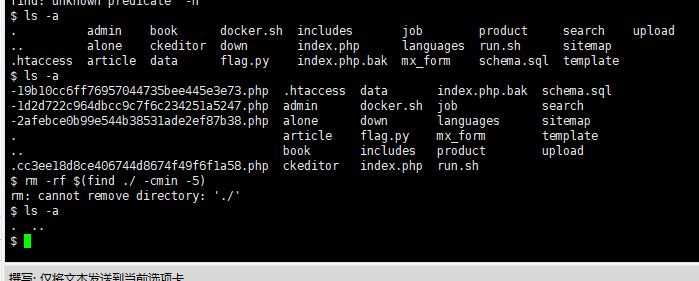 find: unknown predicate `-h'
$ ls -a
. admin book docker.sh includes job product search upload
.. alone ckeditor down index.php languages run.sh sitemap
.htaccess article data flag.py index.php.bak mx_form schema.sql template
$ ls -a
-19b10cc6ff76957044735bee445e3e73.php .htaccess data index.php.bak schema.sql
-1d2d722c964dbcc9c7f6c234251a5247.php admin docker.sh job search
-2afebce0b99e544b38531ade2ef87b38.php alone down languages sitemap
. article flag.py mx_form template
.. book includes product upload
.cc3ee18d8ce406744d8674f49f6f1a58.php ckeditor index.php run.sh
$ rm -rf $(find ./ -cmin -5)
rm: cannot remove directory: './'
$ ls -a
. ..
$
撰写: 仅将文本发送到当前选项卡